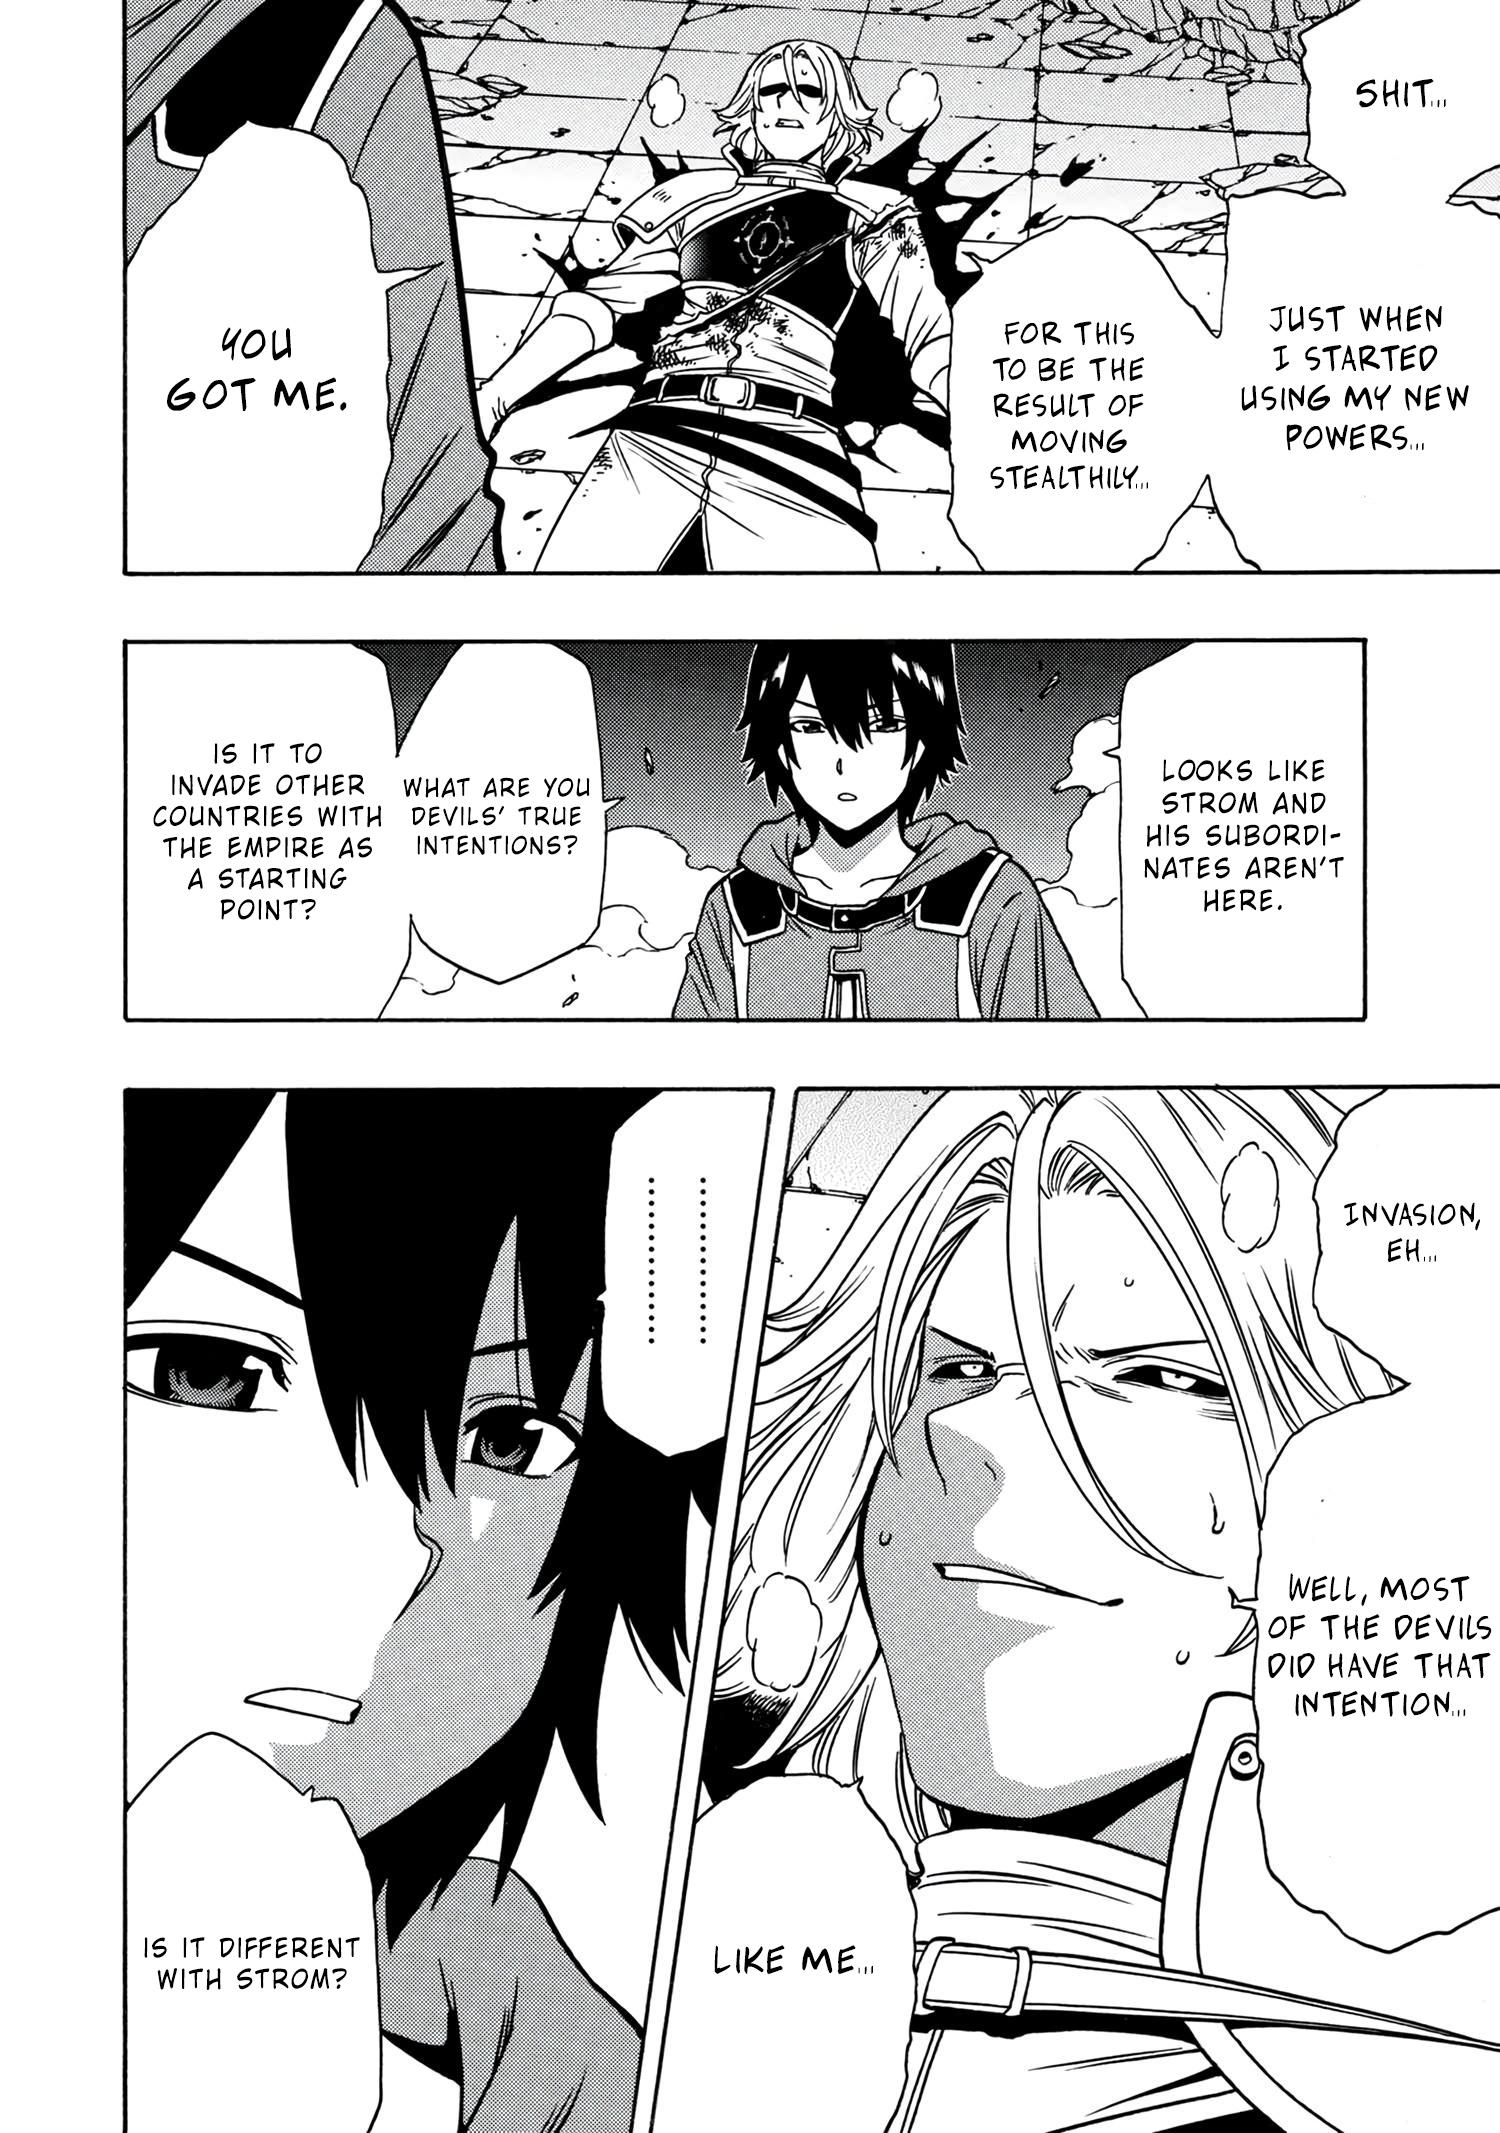 SHIT...
JUST WHEN
I STARTED
USING MY NEW
POWERS...
FOR THIS
TO BE THE
RESULT OF
MOVING
STEALTHILY...
YOU
GOT ME.
LOOKS LIKE
STROM AND
HIS SUBORDI-
NATES AREN'T
HERE.
WHAT ARE YOU
DEVILS' TRUE
INTENTIONS?
IS IT TO
INVADE OTHER
COUNTRIES WITH
THE EMPIRE AS
A STARTING
POINT?
INVASION,
EH...
WELL, MOST
OF THE DEVILS
DID HAVE THAT
INTENTION...
LIKE ME...
..................
..................
IS IT DIFFERENT
WITH STROM?